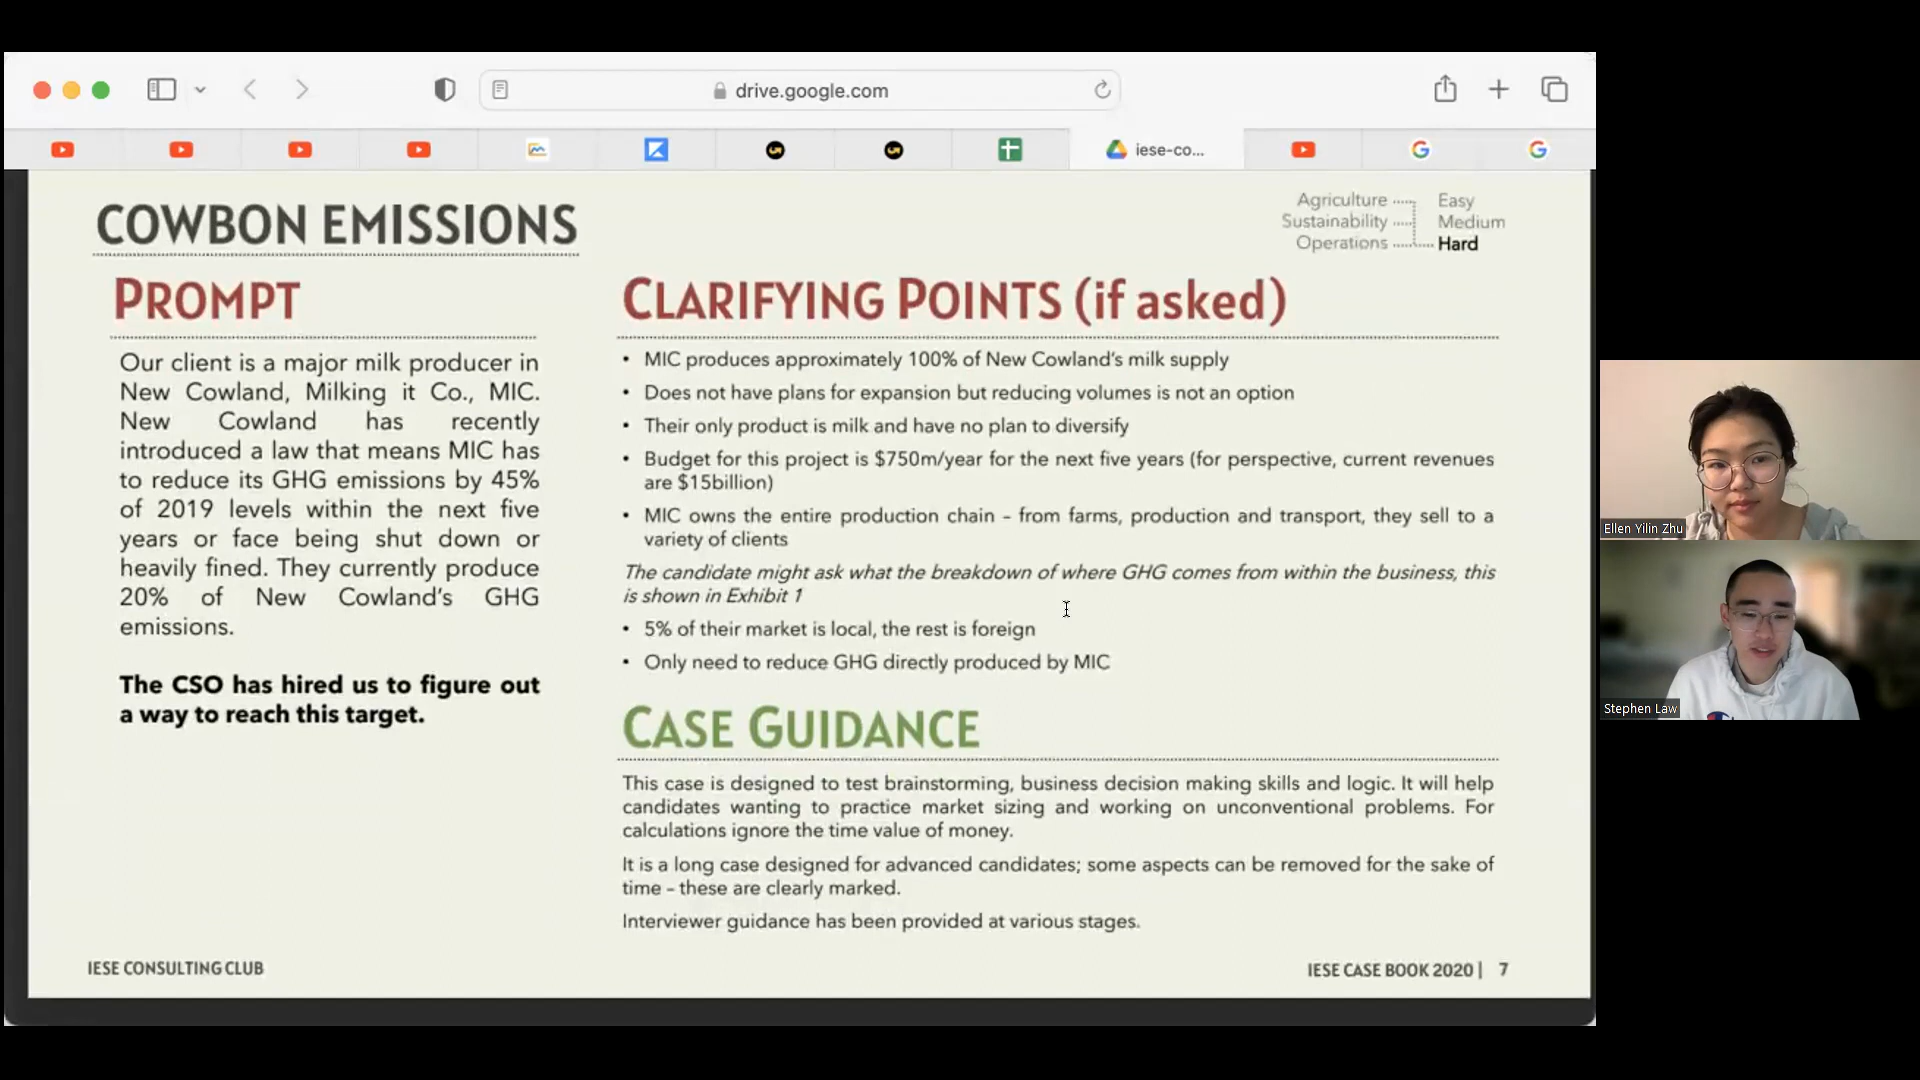 drive.google.com
iese-co...
COWBON EMISSIONS
Agriculture
Sustainability
Operations
Easy
Medium
Hard
PROMPT
Our client is a major milk producer in
New Cowland, Milking it Co., MIC.
New Cowland has recently
introduced a law that means MIC has
to reduce its GHG emissions by 45%
of 2019 levels within the next five
years or face being shut down or
heavily fined. They currently produce
20% of New Cowland's GHG
emissions.
The CSO has hired us to figure out
a way to reach this target.
CLARIFYING POINTS (if asked)
• MIC produces approximately 100% of New Cowland's milk supply
• Does not have plans for expansion but reducing volumes is not an option
• Their only product is milk and have no plan to diversify
• Budget for this project is $750m/year for the next five years (for perspective, current revenues
are $15billion)
• MIC owns the entire production chain – from farms, production and transport, they sell to a
variety of clients
The candidate might ask what the breakdown of where GHG comes from within the business, this
is shown in Exhibit 1
• 5% of their market is local, the rest is foreign
• Only need to reduce GHG directly produced by MIC
CASE GUIDANCE
This case is designed to test brainstorming, business decision making skills and logic. It will help
candidates wanting to practice market sizing and working on unconventional problems. For
calculations ignore the time value of money.
It is a long case designed for advanced candidates; some aspects can be removed for the sake of
time – these are clearly marked.
Interviewer guidance has been provided at various stages.
IESE CONSULTING CLUB
IESE CASE BOOK 2020 | 7
Ellen Yilin Zhu
Stephen Law